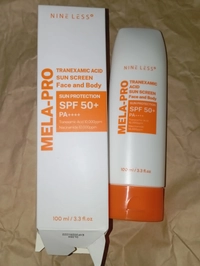 NINE LESS
MELA-PRO
TRANEXAMIC ACID
SUN SCREEN
Face and Body
SUN PROTECTION
SPF 50+
PA++++
100 ml / 3.3 fl.oz
NINE LESS
MELA-PRO
TRANEXAMIC
ACID
SUN SCREEN
Face and Body
SUN PROTECTION
SPF 50+
PA++++
100 ml / 3.3 fl.oz